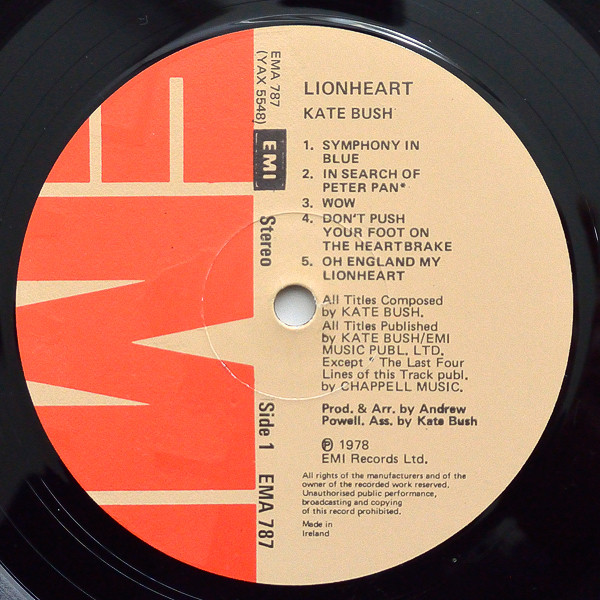 EMI
EMA 787
(YAX 5548)
EMI
Stereo
Side 1 EMA 787
LIONHEART
KATE BUSH
1. SYMPHONY IN
BLUE
2. IN SEARCH OF
PETER PAN*
3. WOW
4. DON'T PUSH
YOUR FOOT ON
THE HEARTBRAKE
5. OH ENGLAND MY
LIONHEART
All Titles Composed
by KATE BUSH.
All Titles Published
by KATE BUSH/EMI
MUSIC PUBL. LTD.
Except * The Last Four
Lines of this Track publ.
by CHAPPELL MUSIC.
Prod. & Arr. by Andrew
Powell. Ass. by Kate Bush
℗ 1978
EMI Records Ltd.
All rights of the manufacturers and of the
owner of the recorded work reserved.
Unauthorised public performance,
broadcasting and copying
of this record prohibited.
Made in
Ireland